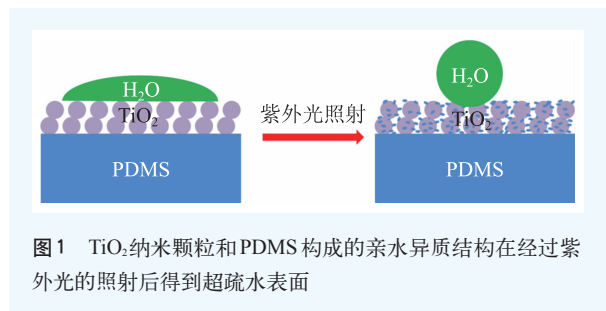 H₂O
TiO₂
PDMS
紫外光照射
H₂O
TiO₂
PDMS
图1 TiO₂纳米颗粒和PDMS构成的亲水异质结构在经过紫
外光的照射后得到超疏水表面